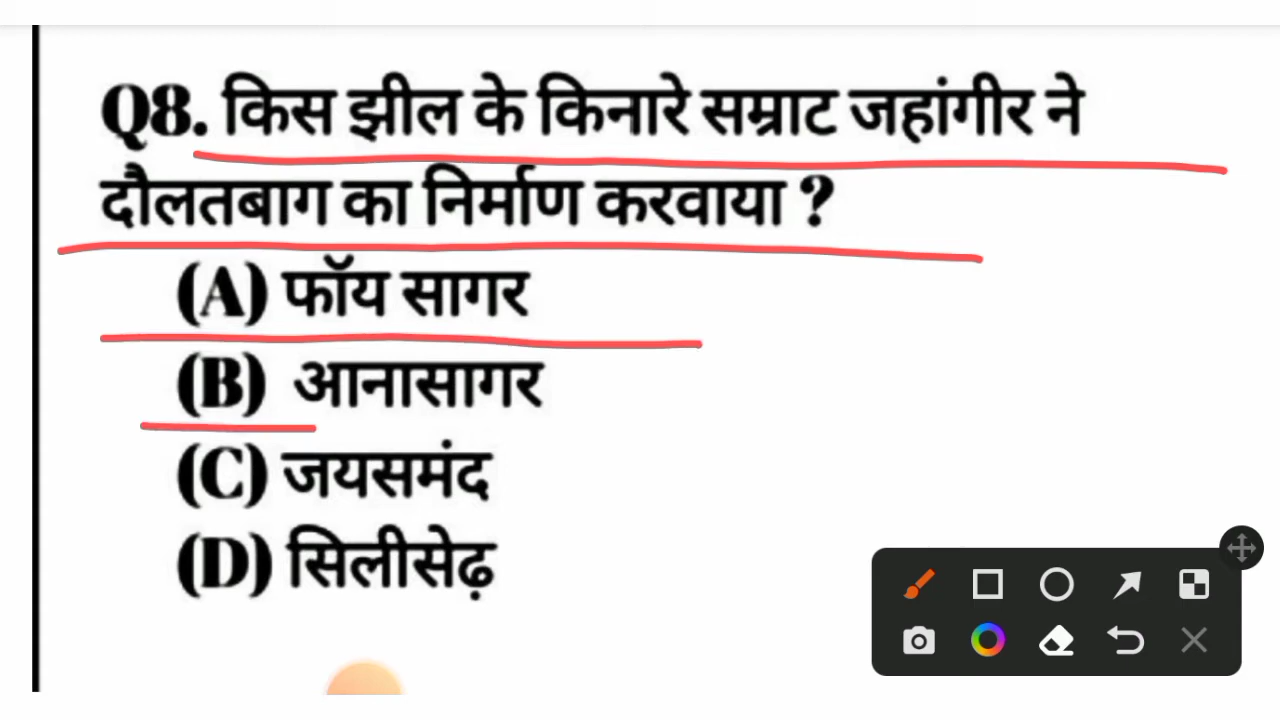 Q8. किस झील के किनारे सम्राट जहांगीर ने
दौलतबाग का निर्माण करवाया ?
(A) फॉय सागर
(B) आनासागर
(C) जयसमंद
(D) सिलीसेढ़